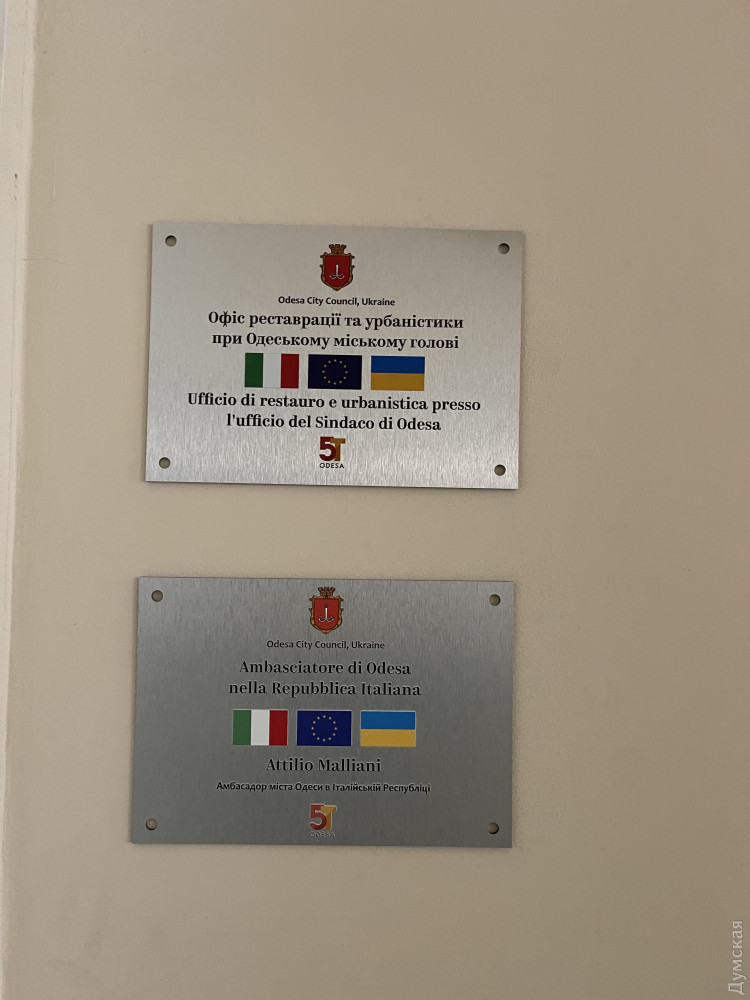 Odesa City Council, Ukraine
Офіс реставрації та урбаністики
при Одеському міському голові
Ufficio di restauro e urbanistica presso
l'ufficio del Sindaco di Odesa
5T
ODESA
Odesa City Council, Ukraine
Ambasciatore di Odesa
nella Repubblica Italiana
Attilio Malliani
Амбасадор міста Одеси в Італійській Республіці
5T
ODESA
Думская